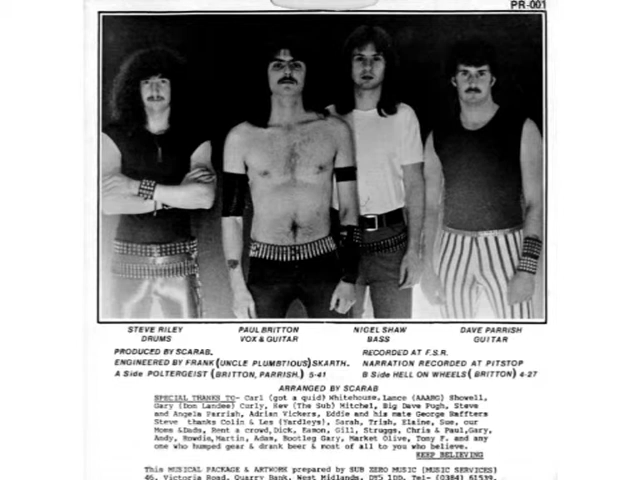 PR-001
STEVE RILEY PAUL BRITTON NIGEL SHAW DAVE PARRISH
DRUMS VOX & GUITAR BASS GUITAR
PRODUCED BY SCARAB. RECORDED AT F.S.R.
ENGINEERED BY FRANK (UNCLE PLUMBTIOUS) SKARTH. NARRATION RECORDED AT PITSTOP
A Side POLTERGEIST (BRITTON, PARRISH.) 5-41 B Side HELL ON WHEELS (BRITTON) 4-27
ARRANGED BY SCARAB
SPECIAL THANKS TO- Carl (got a quid) Whitehouse, Lance (AAARG) Showell,
Gary (Don Landee) Curly, Kev (The Sub) Mitchel, Big Dave Pugh, Steve
and Angela Parrish, Adrian Vickers, Eddie and his mate George Baffters
Steve thanks Colin & Les (Yardleys), Sarah, Trish, Elaine, Sue, our
Moms & Dads, Rent a crowd, Dick, Eamon, Gill, Struggs, Chris & Paul, Gary,
Andy, Rowdie, Martin, Adam, Bootleg Gary, Market Olive, Tony F. and any
one who humped gear & drank beer & most of all to you who believe.
KEEP BELIEVING
This MUSICAL PACKAGE & ARTWORK prepared by SUB ZERO MUSIC (MUSIC SERVICES)
46, Victoria Road, Quarry Bank, West Midlands, DY5 1DD. Tel- (0384) 61539.